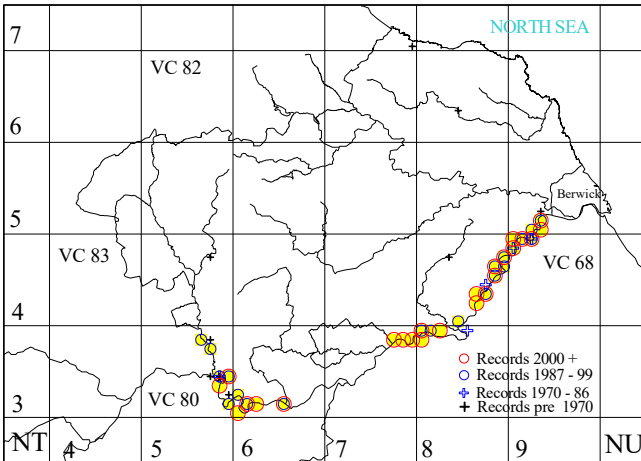 NORTH SEA
7
VC 82
6
Berwick
5
VC 83
VC 68
4
Records 2000 +
Records 1987 - 99
Records 1970 - 86
VC 80
Records pre 1970
3
NT 4 5 6 7 8 9 NU